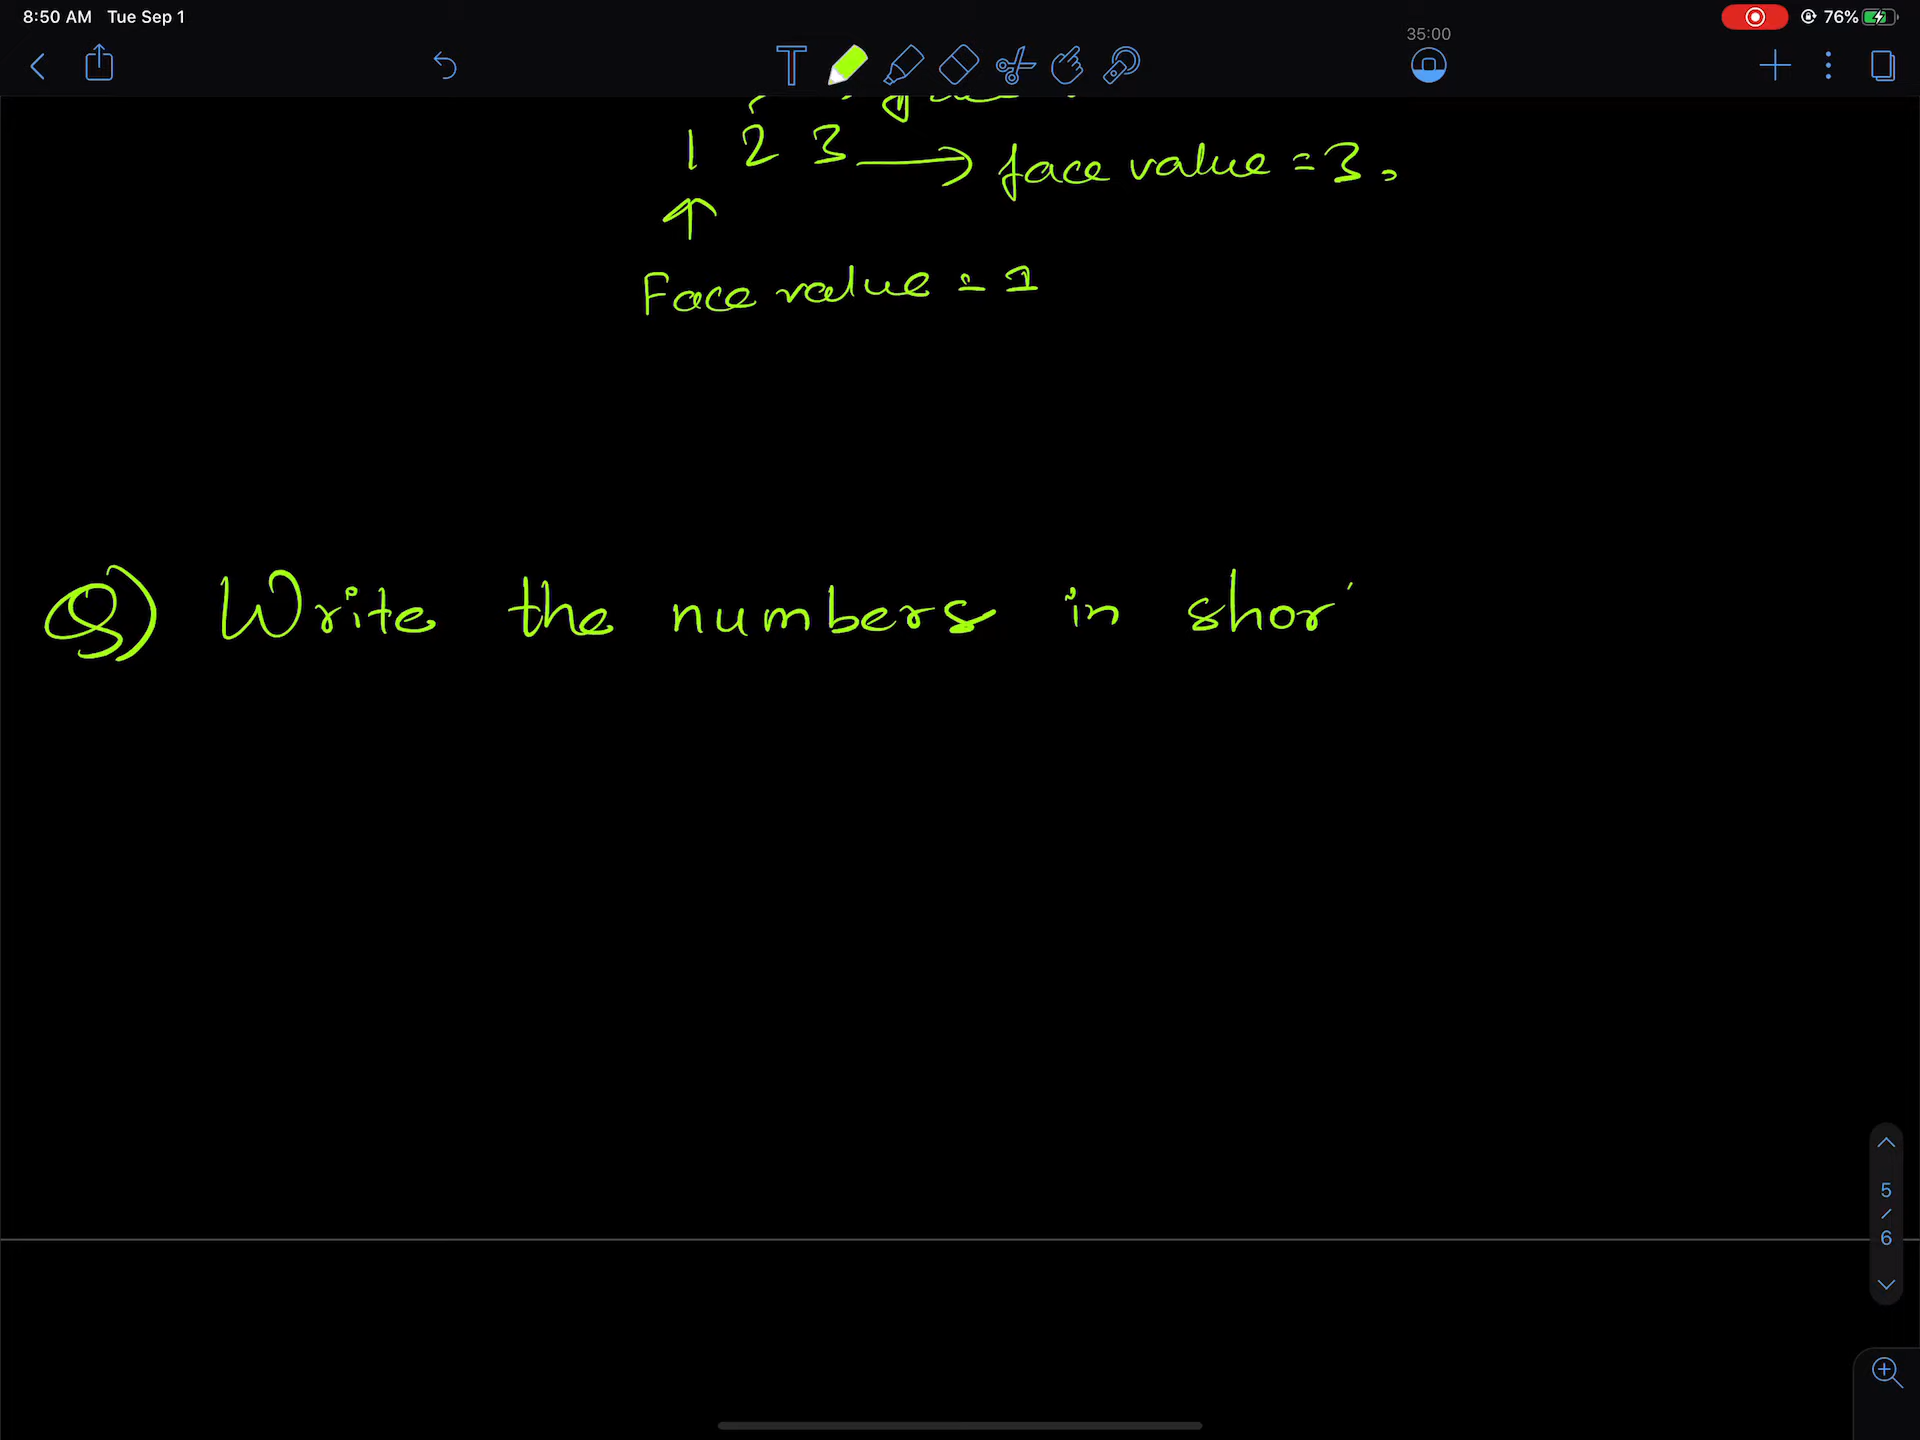 8:50 AM Tue Sep 1
76%
35:00
1 2 3 → face value = 3,
↑
Face value = 1
Q) Write the numbers in shor
5
/
6